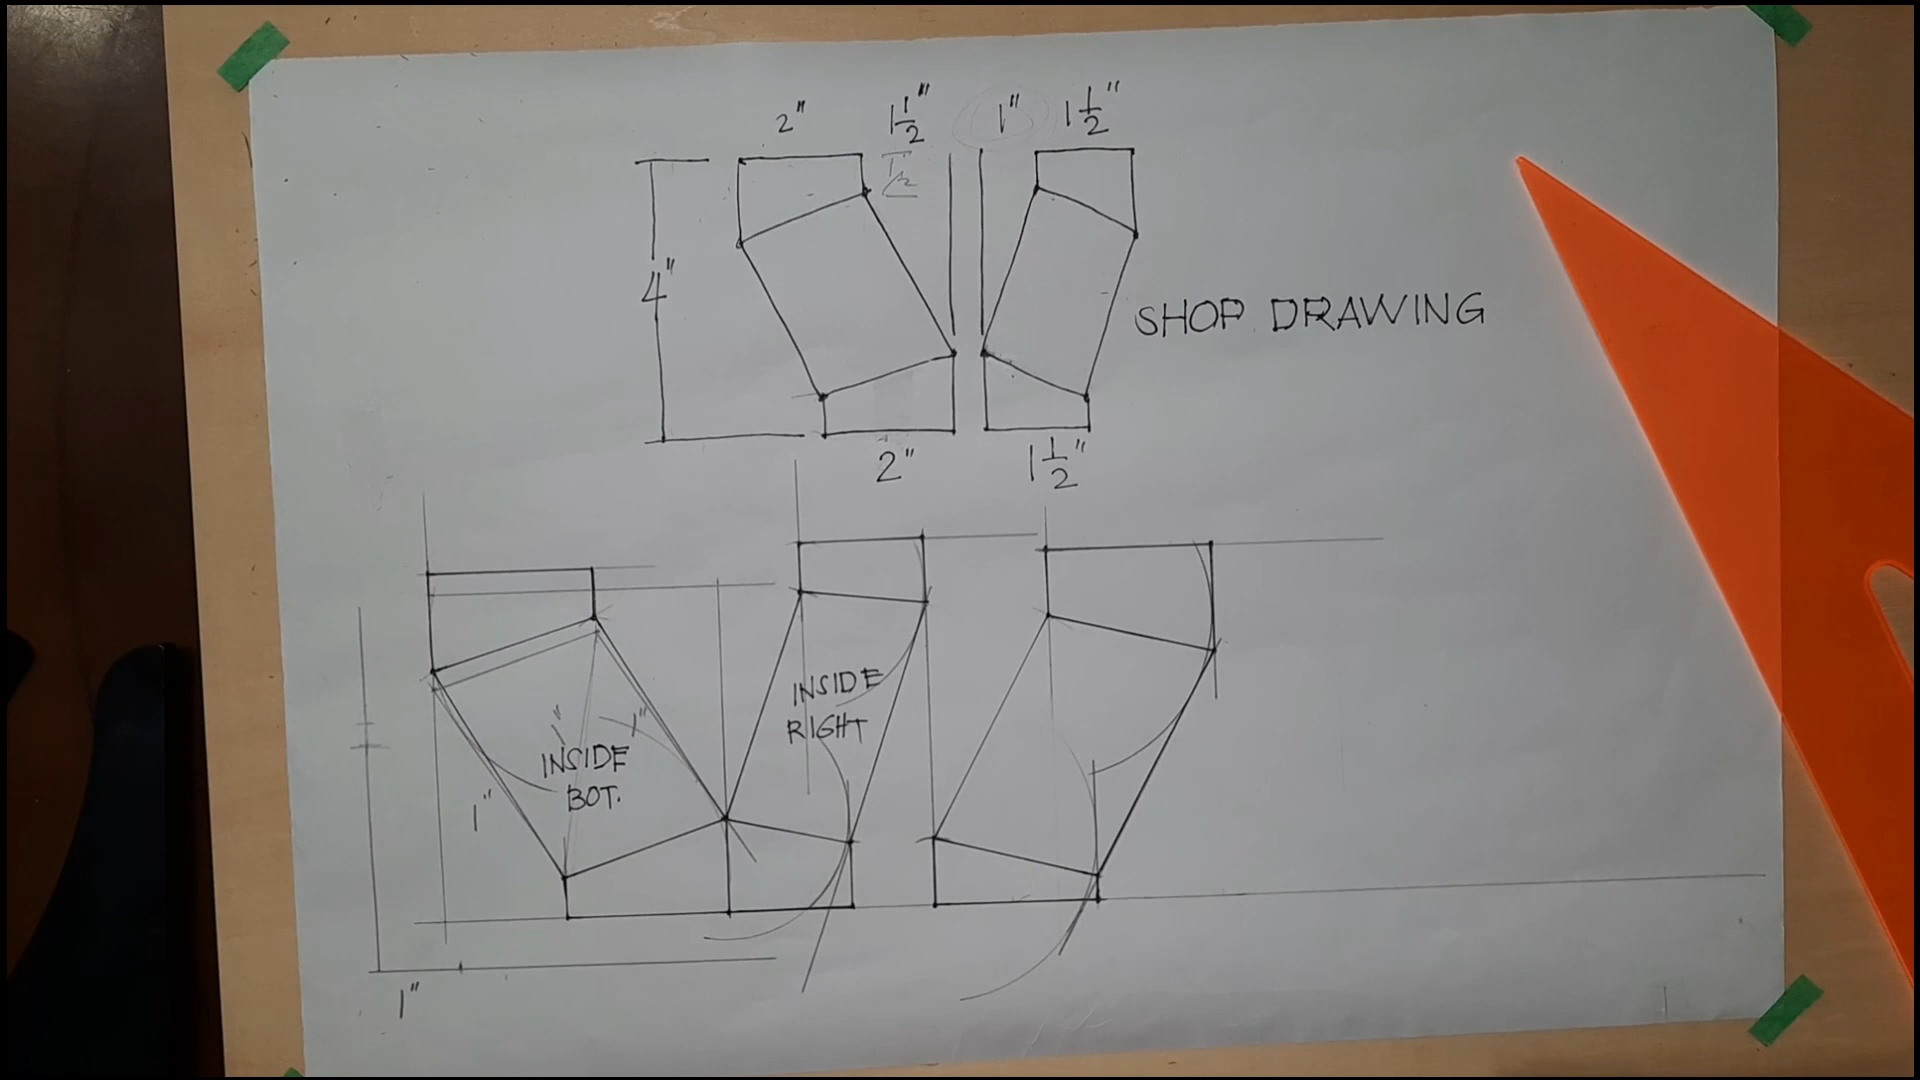 2" 1 1/2" 1" 1 1/2"
4"
SHOP DRAWING
2" 1 1/2"
INSIDE
RIGHT
1"
INSIDE
BOT.
1"
1"